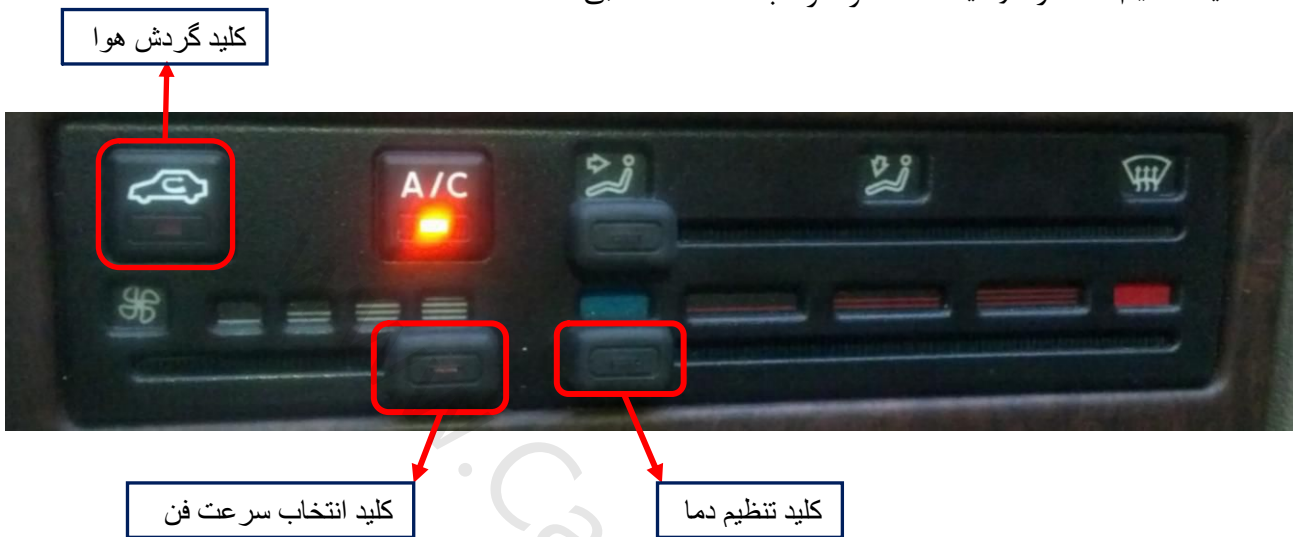 کلید گردش هوا
A/C
کلید انتخاب سرعت فن
کلید تنظیم دما